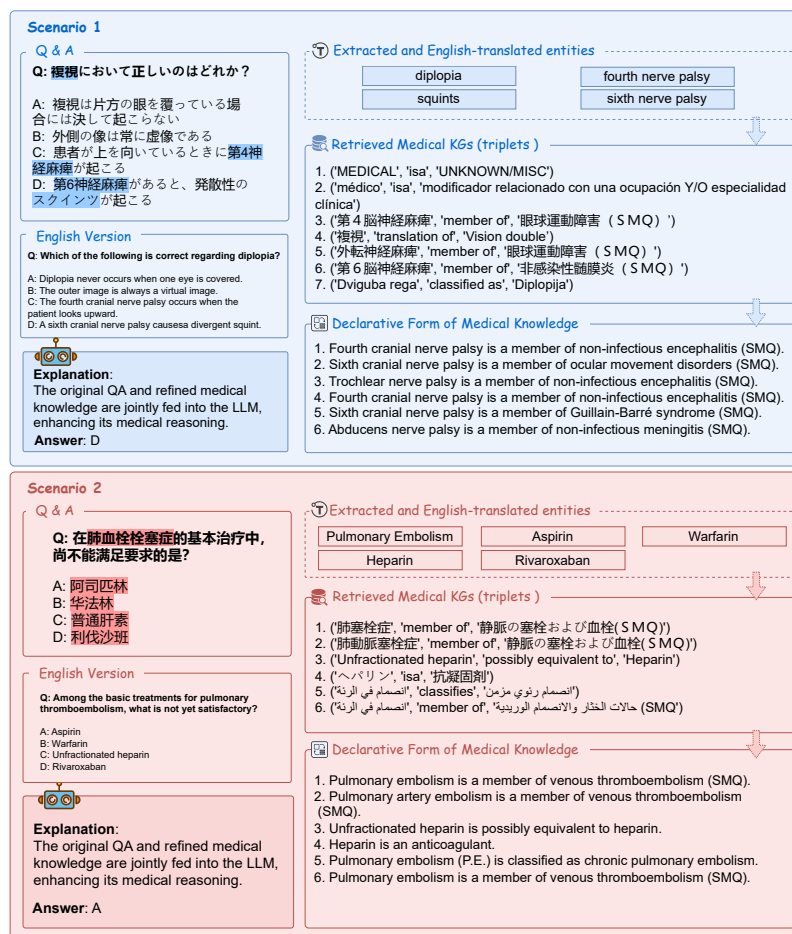 Scenario 1
Q & A
Q: 複視において正しいのはどれか？
A: 複視は片方の眼を覆っている場
合には決して起こらない
B: 外側の像は常に虚像である
C: 患者が上を向いているときに第4神
経麻痺が起こる
D: 第6神経麻痺があると、発散性の
スクインツが起こる
English Version
Q: Which of the following is correct regarding diplopia?
A: Diplopia never occurs when one eye is covered.
B: The outer image is always a virtual image.
C: The fourth cranial nerve palsy occurs when the
patient looks upward.
D: A sixth cranial nerve palsy causesa divergent squint.
Explanation:
The original QA and refined medical
knowledge are jointly fed into the LLM,
enhancing its medical reasoning.
Answer: D
Extracted and English-translated entities
diplopia
fourth nerve palsy
squints
sixth nerve palsy
Retrieved Medical KGs (triplets )
1. ('MEDICAL', 'isa', 'UNKNOWN/MISC')
2. ('médico', 'isa', 'modificador relacionado con una ocupación Y/O especialidad
clínica')
3. ('第４脳神経麻痺', 'member of', '眼球運動障害（ＳＭＱ）')
4. ('複視', 'translation of', 'Vision double')
5. ('外転神経麻痺', 'member of', '眼球運動障害（ＳＭＱ）')
6. ('第６脳神経麻痺', 'member of', '非感染性髄膜炎（ＳＭＱ）')
7. ('Dviguba rega', 'classified as', 'Diplopija')
Declarative Form of Medical Knowledge
1. Fourth cranial nerve palsy is a member of non-infectious encephalitis (SMQ).
2. Sixth cranial nerve palsy is a member of ocular movement disorders (SMQ).
3. Trochlear nerve palsy is a member of non-infectious encephalitis (SMQ).
4. Fourth cranial nerve palsy is a member of non-infectious encephalitis (SMQ).
5. Sixth cranial nerve palsy is a member of Guillain-Barré syndrome (SMQ).
6. Abducens nerve palsy is a member of non-infectious meningitis (SMQ).
Scenario 2
Q & A
Q: 在肺血栓栓塞症的基本治疗中，
尚不能满足要求的是?
A: 阿司匹林
B: 华法林
C: 普通肝素
D: 利伐沙班
English Version
Q: Among the basic treatments for pulmonary
thromboembolism, what is not yet satisfactory?
A: Aspirin
B: Warfarin
C: Unfractionated heparin
D: Rivaroxaban
Explanation:
The original QA and refined medical
knowledge are jointly fed into the LLM,
enhancing its medical reasoning.
Answer: A
Extracted and English-translated entities
Pulmonary Embolism
Aspirin
Warfarin
Heparin
Rivaroxaban
Retrieved Medical KGs (triplets )
1. ('肺塞栓症', 'member of', '静脈の塞栓および血栓(ＳＭＱ)')
2. ('肺動脈塞栓症', 'member of', '静脈の塞栓および血栓(ＳＭＱ)')
3. ('Unfractionated heparin', 'possibly equivalent to', 'Heparin')
4. ('ヘパリン', 'isa', '抗凝固剤')
5. ('انصمام في الرئة', 'classifies', 'انصمام رئوي مزمن')
6. ('انصمام في الرئة', 'member of', 'حالات الخثار والانصمام الوريدية (SMQ)')
Declarative Form of Medical Knowledge
1. Pulmonary embolism is a member of venous thromboembolism (SMQ).
2. Pulmonary artery embolism is a member of venous thromboembolism
(SMQ).
3. Unfractionated heparin is possibly equivalent to heparin.
4. Heparin is an anticoagulant.
5. Pulmonary embolism (P.E.) is classified as chronic pulmonary embolism.
6. Pulmonary embolism is a member of venous thromboembolism (SMQ).